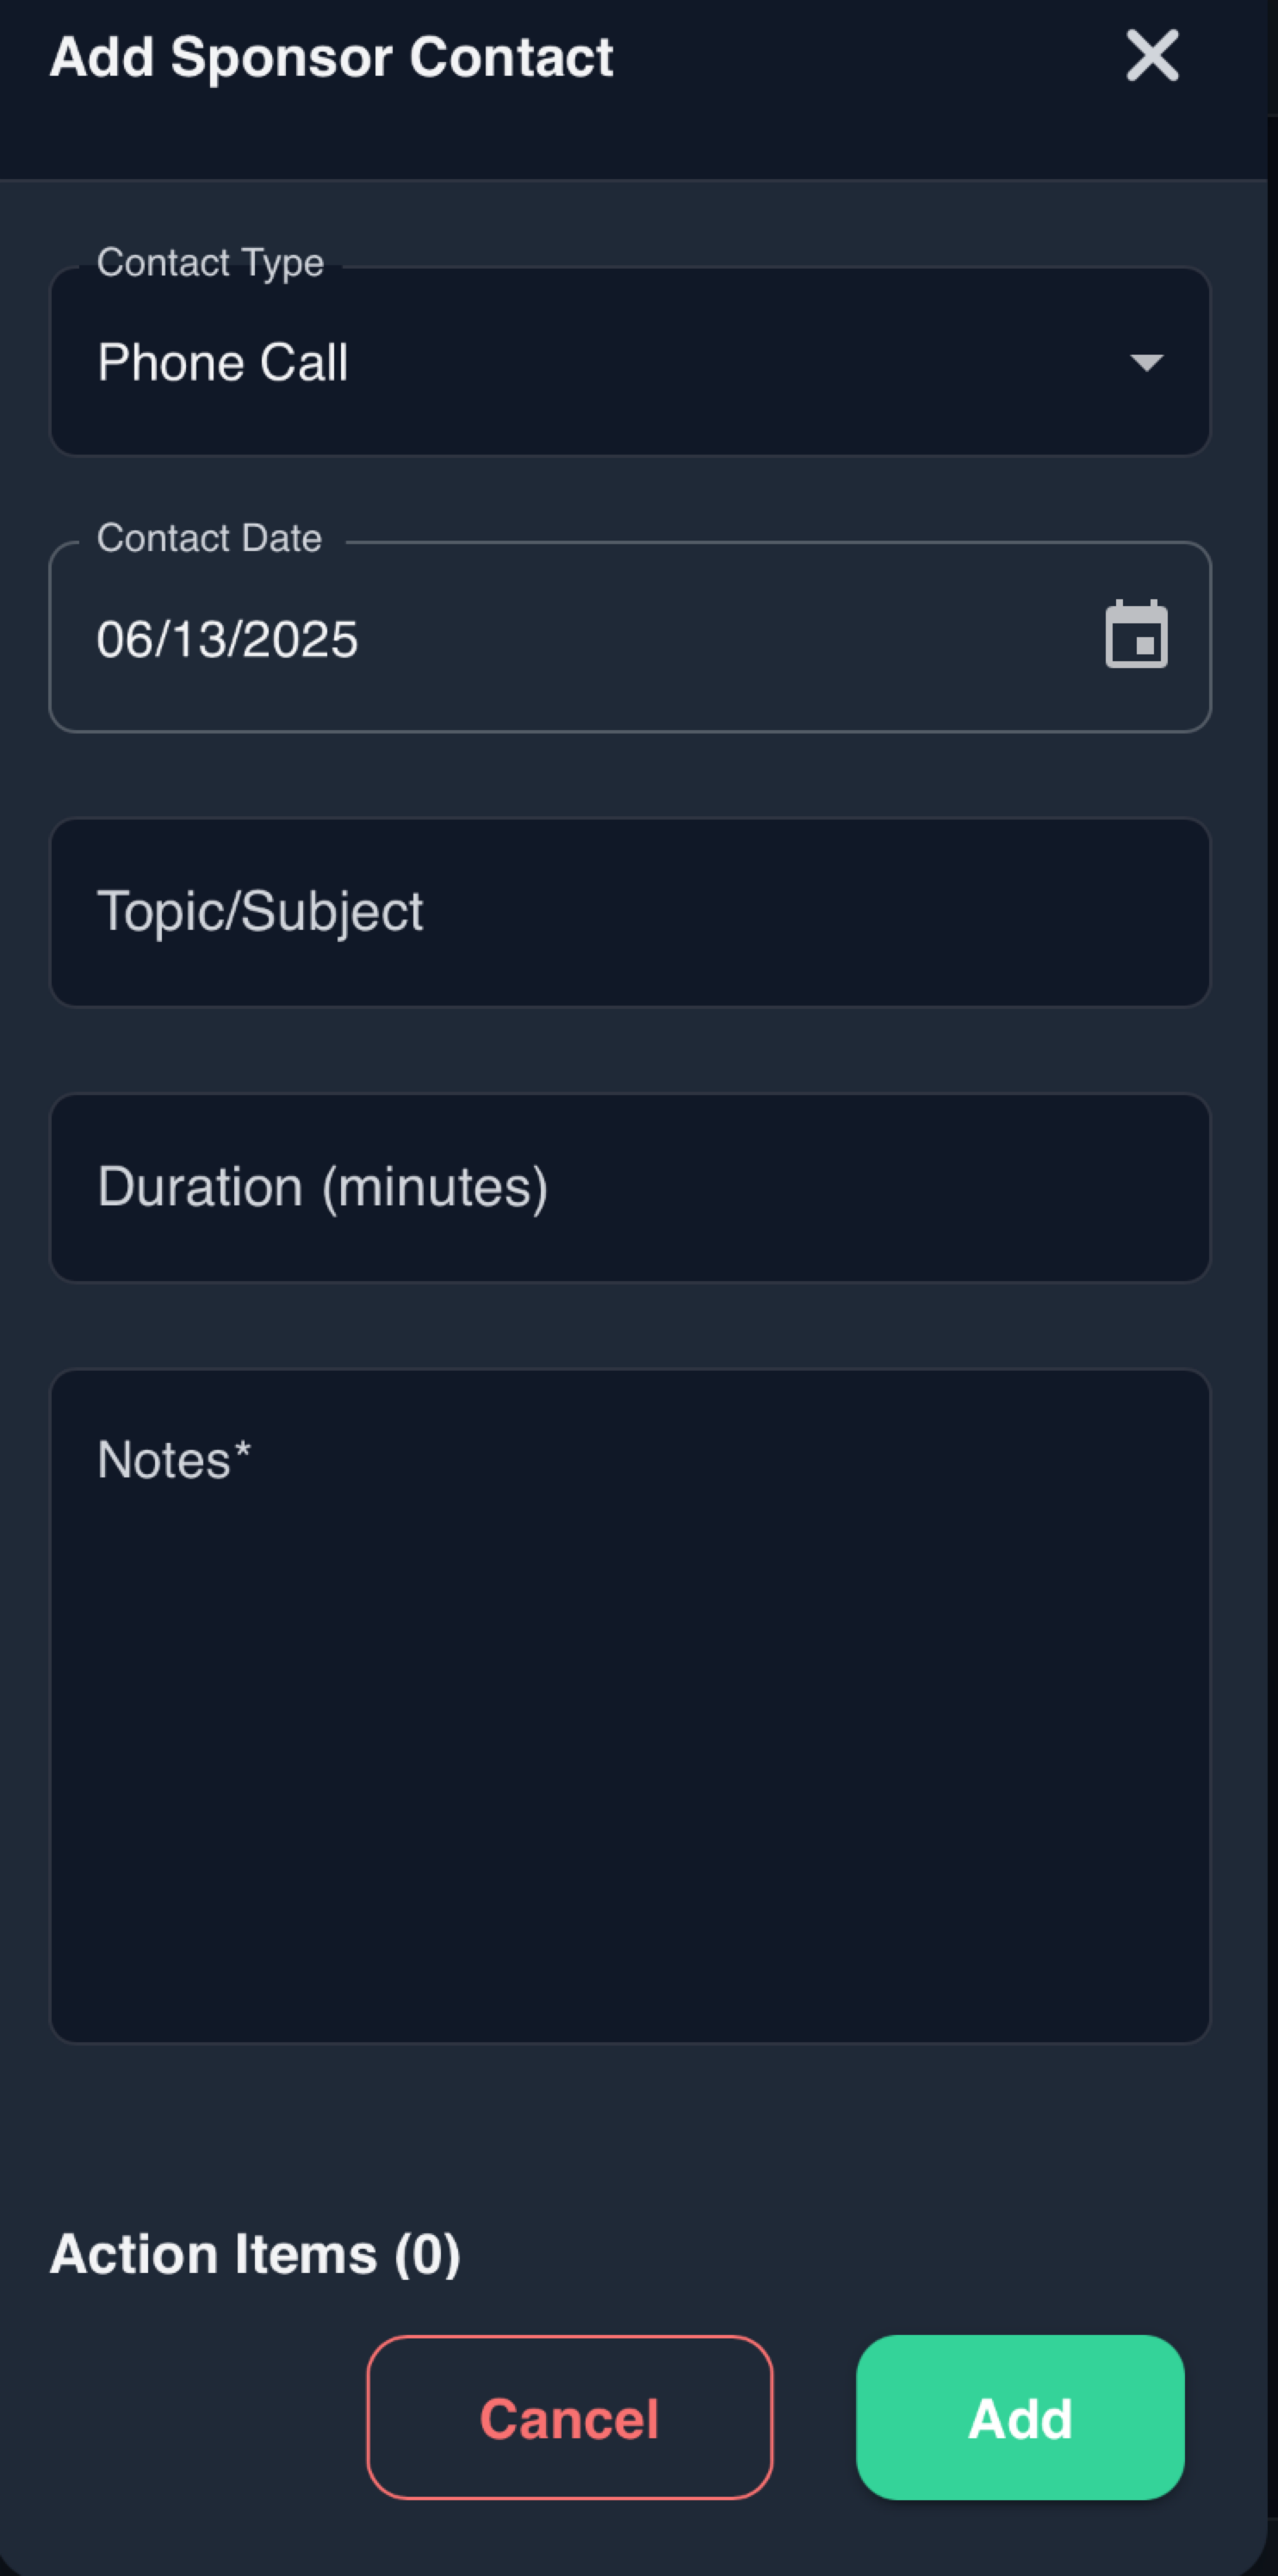 Add Sponsor Contact
Contact Type
Phone Call
Contact Date
06/13/2025
Topic/Subject
Duration (minutes)
Notes*
Action Items (0)
Cancel
Add